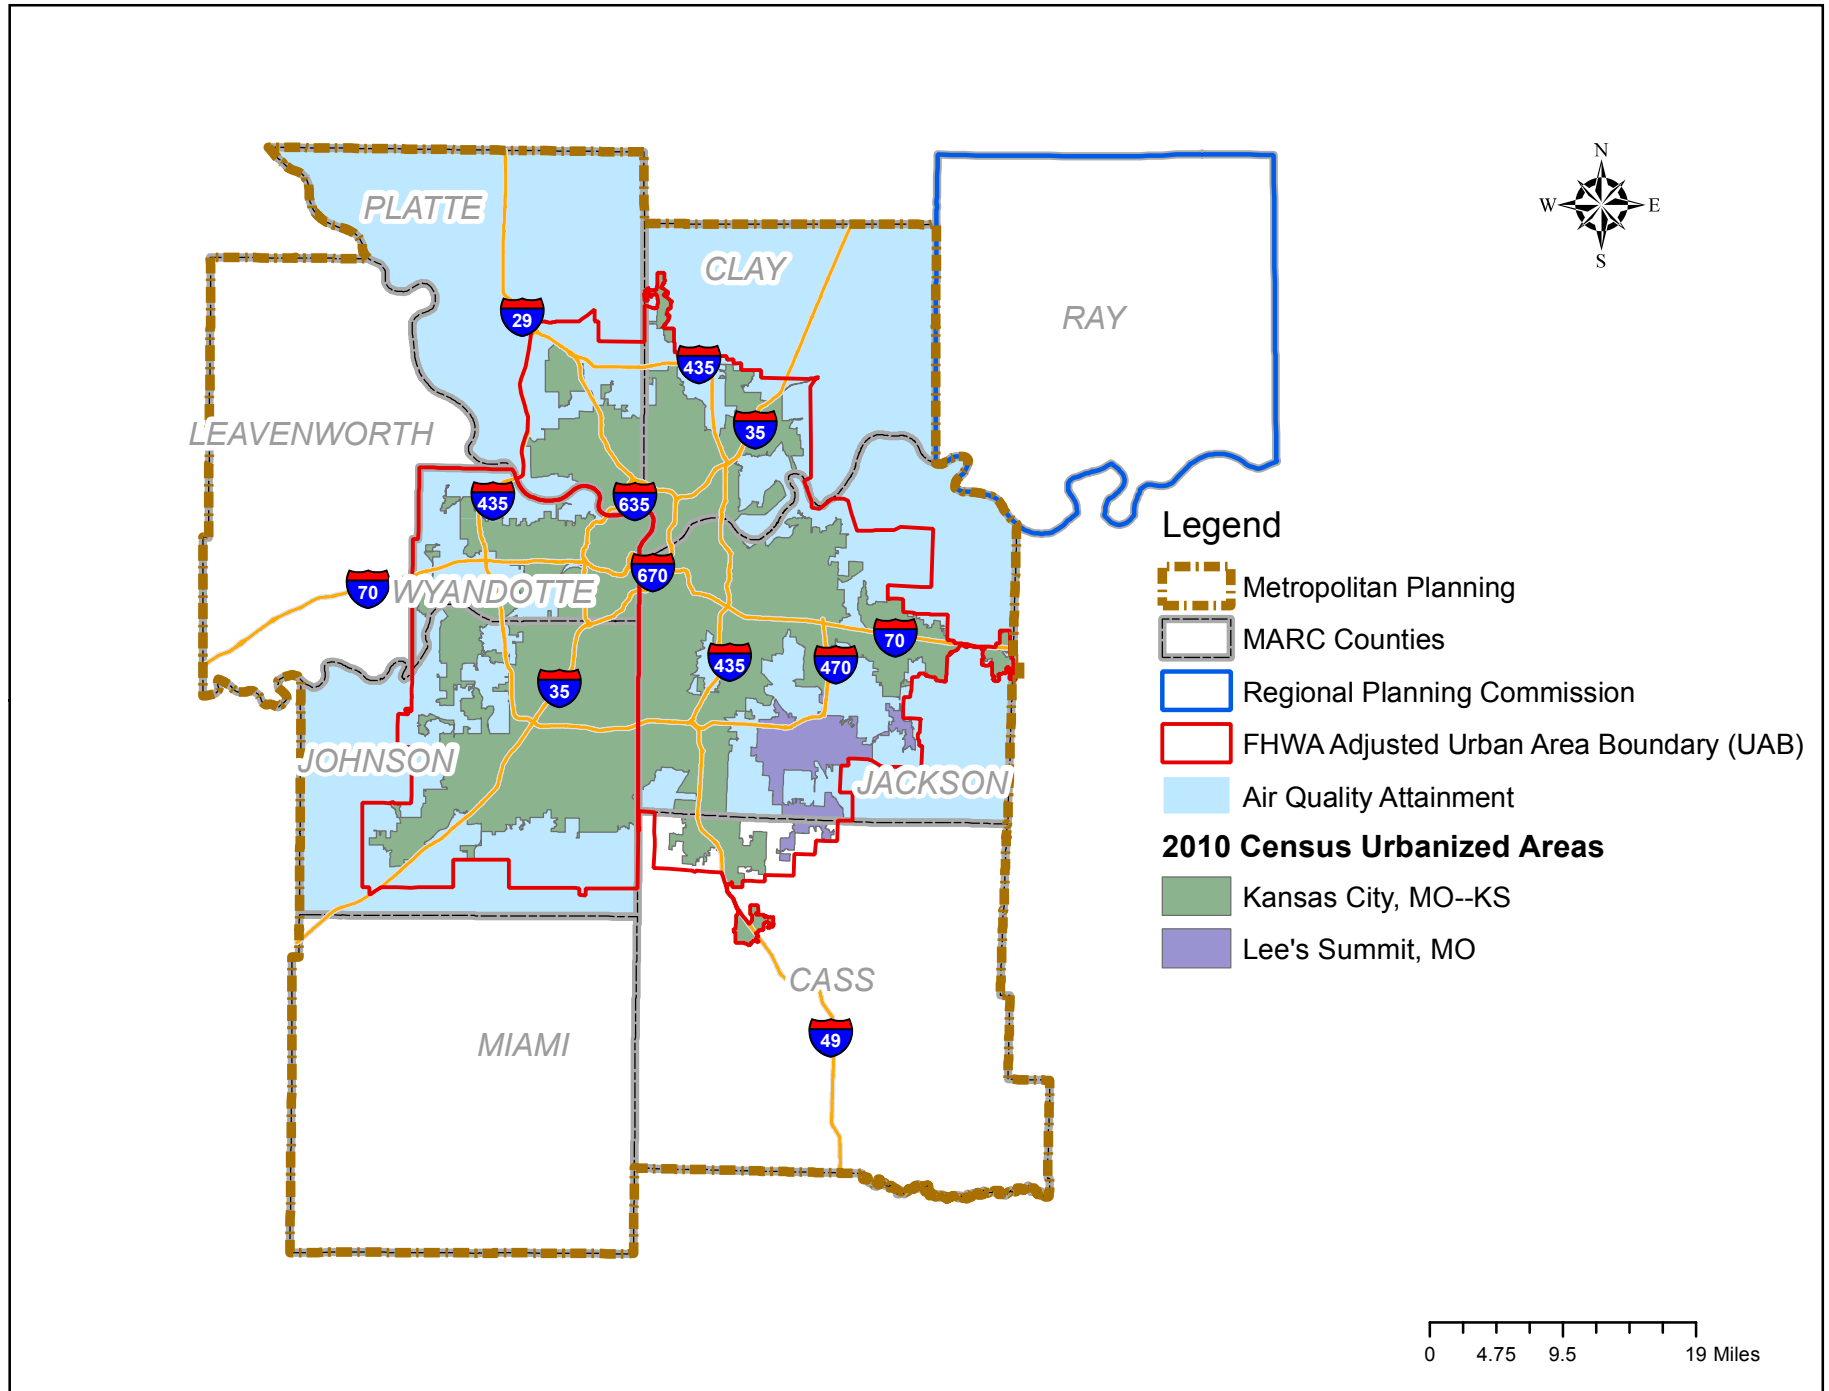 N
W E
S
PLATTE
CLAY
RAY
29
435
35
LEAVENWORTH
435
635
70
WYANDOTTE
670
70
435
470
35
JOHNSON
JACKSON
CASS
MIAMI
49
Legend
Metropolitan Planning
MARC Counties
Regional Planning Commission
FHWA Adjusted Urban Area Boundary (UAB)
Air Quality Attainment
2010 Census Urbanized Areas
Kansas City, MO--KS
Lee's Summit, MO
0 4.75 9.5 19 Miles